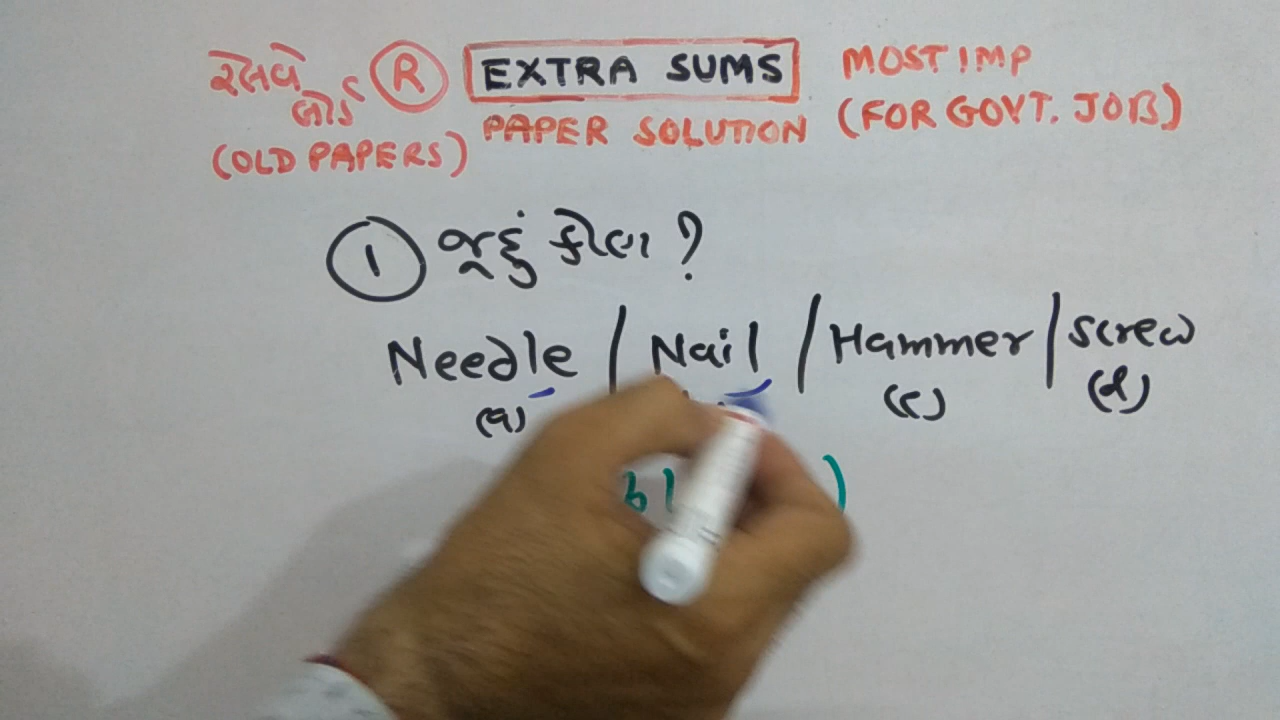 રેલવે બોર્ડ Ⓡ EXTRA SUMS MOST IMP
(OLD PAPERS) PAPER SOLUTION (FOR GOVT. JOB)
① જૂદું કોણ ?
Needle / Nail / Hammer / Screw
(a) (c) (d)